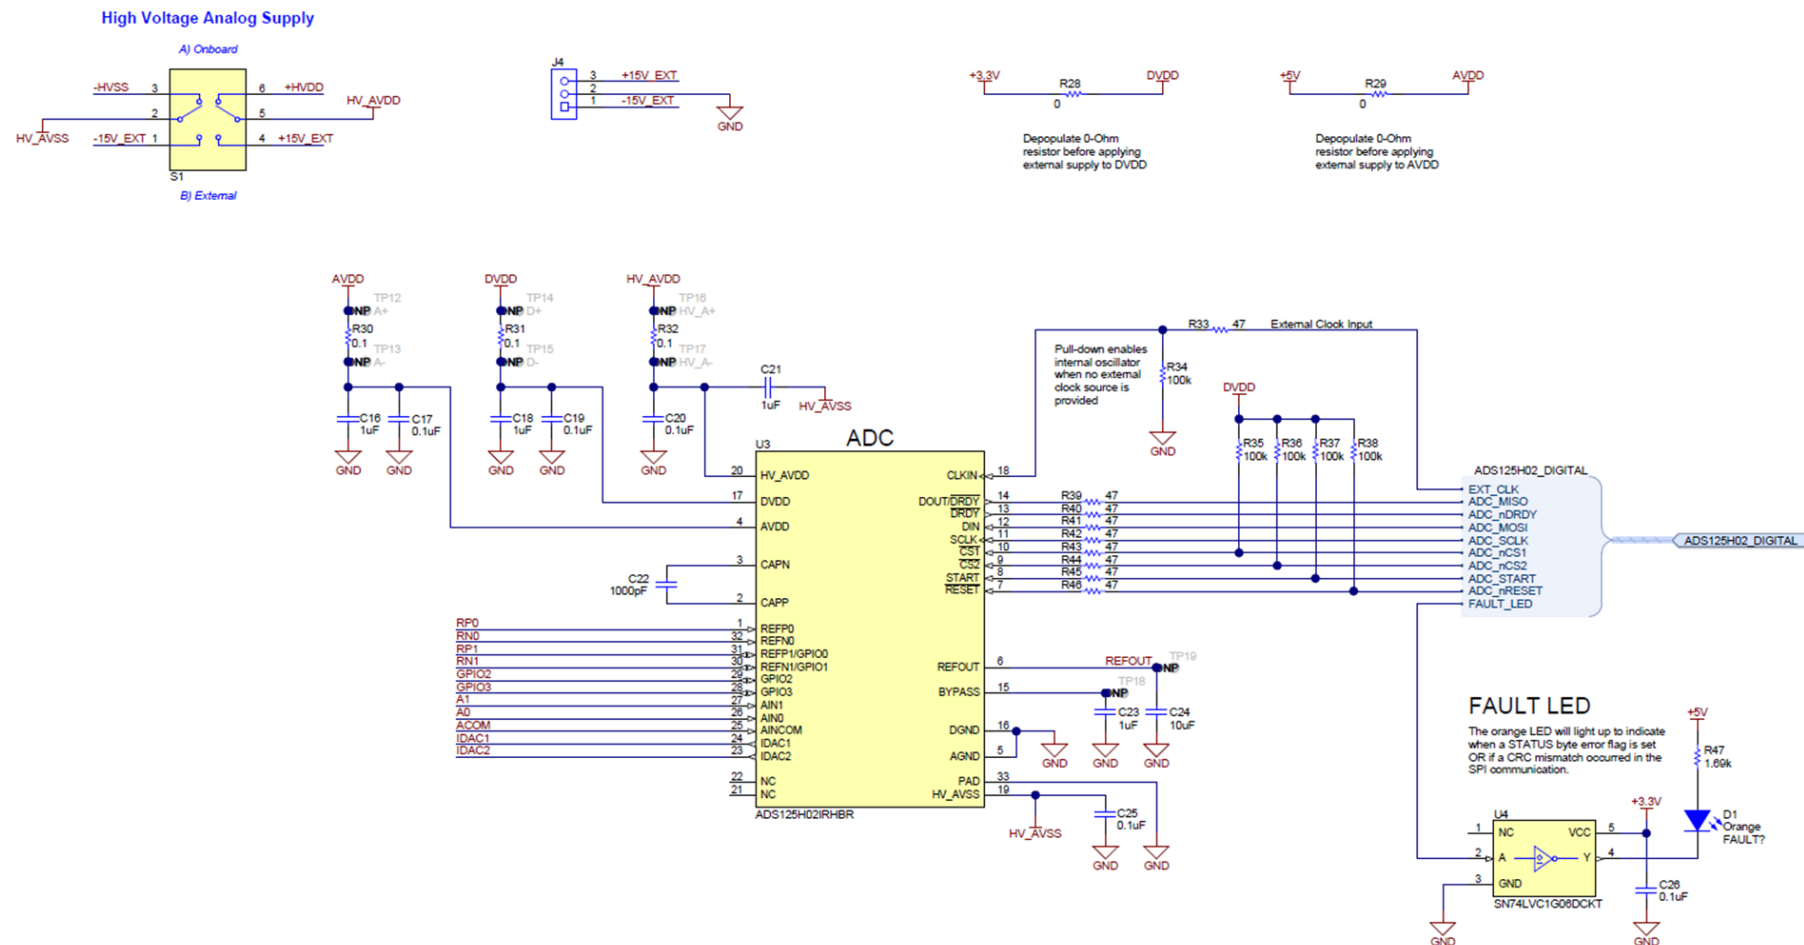 High Voltage Analog Supply
A) Onboard
-HVSS 3
6 +HVDD
HV_AVDD
2
5
HV_AVSS
-15V_EXT 1
4 +15V_EXT
S1
B) External
J4
3 +15V_EXT
2
1 -15V_EXT
GND
+3.3V
R28
0
DVDD
Depopulate 0-Ohm
resistor before applying
external supply to DVDD
+5V
R29
0
AVDD
Depopulate 0-Ohm
resistor before applying
external supply to AVDD
AVDD
TP12
NP A+
R30
0.1
TP13
NP A-
C16
1uF
C17
0.1uF
GND
GND
DVDD
TP14
NP D+
R31
0.1
TP15
NP D-
C18
1uF
C19
0.1uF
GND
GND
HV_AVDD
TP16
NP HV_A+
R32
0.1
TP17
NP HV_A-
C20
0.1uF
GND
C21
1uF
HV_AVSS
R33 47 External Clock Input
Pull-down enables
internal oscillator
when no external
clock source is
provided
R34
100k
GND
DVDD
R35
100k
R36
100k
R37
100k
R38
100k
U3
ADC
20 HV_AVDD
17 DVDD
4 AVDD
3 CAPN
C22
1000pF
2 CAPP
RP0 1 REFP0
RN0 32 REFN0
RP1 31 REFP1/GPIO0
RN1 30 REFN1/GPIO1
GPIO2 29 GPIO2
GPIO3 28 GPIO3
A1 27 AIN1
A0 26 AIN0
ACOM 25 AINCOM
IDAC1 24 IDAC1
IDAC2 23 IDAC2
22 NC
21 NC
ADS125H02IRHBR
CLKIN 18
DOUT/DRDY 14 R39 47
DRDY 13 R40 47
DIN 12 R41 47
SCLK 11 R42 47
CS1 10 R43 47
CS2 9 R44 47
START 8 R45 47
RESET 7 R46 47
REFOUT 6 REFOUT
TP19
NP
BYPASS 15
TP18
NP
C23
1uF
C24
10uF
DGND 16
GND
GND
GND
AGND 5
PAD 33
HV_AVSS 19
HV_AVSS
C25
0.1uF
GND
GND
ADS125H02_DIGITAL
EXT_CLK
ADC_MISO
ADC_nDRDY
ADC_MOSI
ADC_SCLK
ADC_nCS1
ADC_nCS2
ADC_START
ADC_nRESET
FAULT_LED
ADS125H02_DIGITAL
FAULT LED
The orange LED will light up to indicate
when a STATUS byte error flag is set
OR if a CRC mismatch occurred in the
SPI communication.
+5V
R47
1.69k
D1
Orange
FAULT?
+3.3V
U4
1 NC
VCC 5
2 A
Y 4
3 GND
SN74LVC1G06DCKT
C26
0.1uF
GND
GND